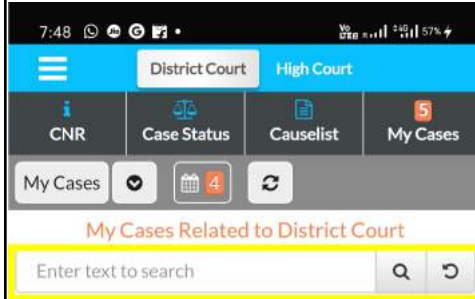 7:48 57%
District Court High Court
5
CNR Case Status Causelist My Cases
My Cases 4
My Cases Related to District Court
Enter text to search